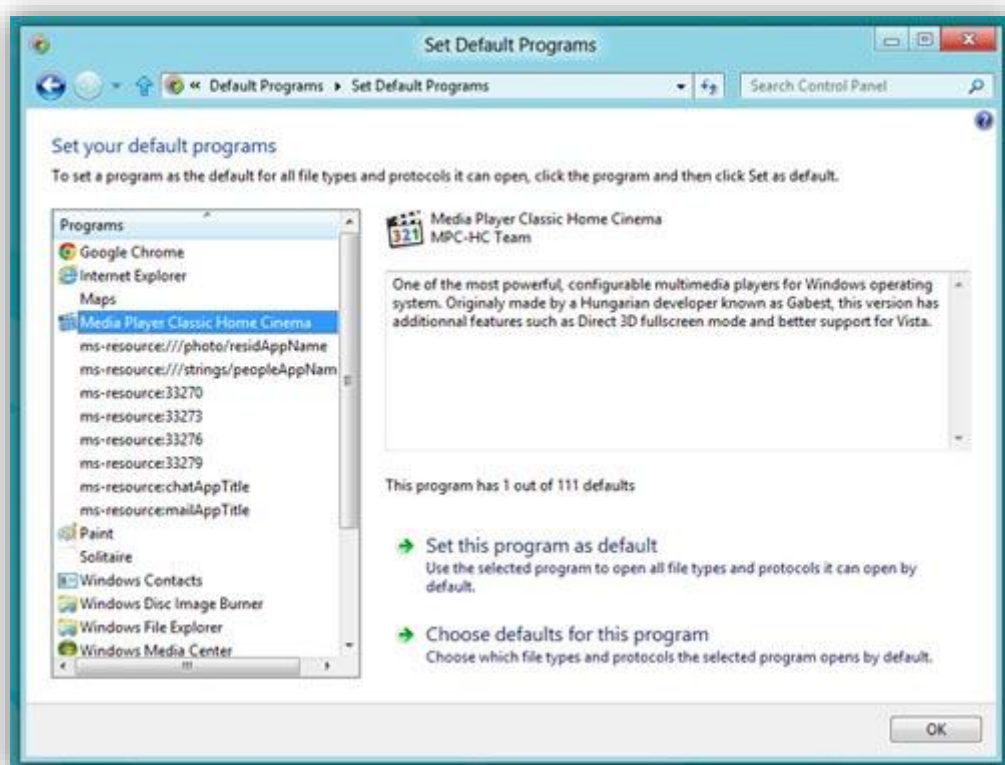 Set Default Programs
« Default Programs ▸ Set Default Programs
Search Control Panel
Set your default programs
To set a program as the default for all file types and protocols it can open, click the program and then click Set as default.
Programs
Google Chrome
Internet Explorer
Maps
Media Player Classic Home Cinema
ms-resource:///photo/residAppName
ms-resource:///strings/peopleAppNam
ms-resource:33270
ms-resource:33273
ms-resource:33276
ms-resource:33279
ms-resource:chatAppTitle
ms-resource:mailAppTitle
Paint
Solitaire
Windows Contacts
Windows Disc Image Burner
Windows File Explorer
Windows Media Center
321
Media Player Classic Home Cinema
MPC-HC Team
One of the most powerful, configurable multimedia players for Windows operating
system. Originaly made by a Hungarian developer known as Gabest, this version has
additionnal features such as Direct 3D fullscreen mode and better support for Vista.
This program has 1 out of 111 defaults
Set this program as default
Use the selected program to open all file types and protocols it can open by
default.
Choose defaults for this program
Choose which file types and protocols the selected program opens by default.
OK